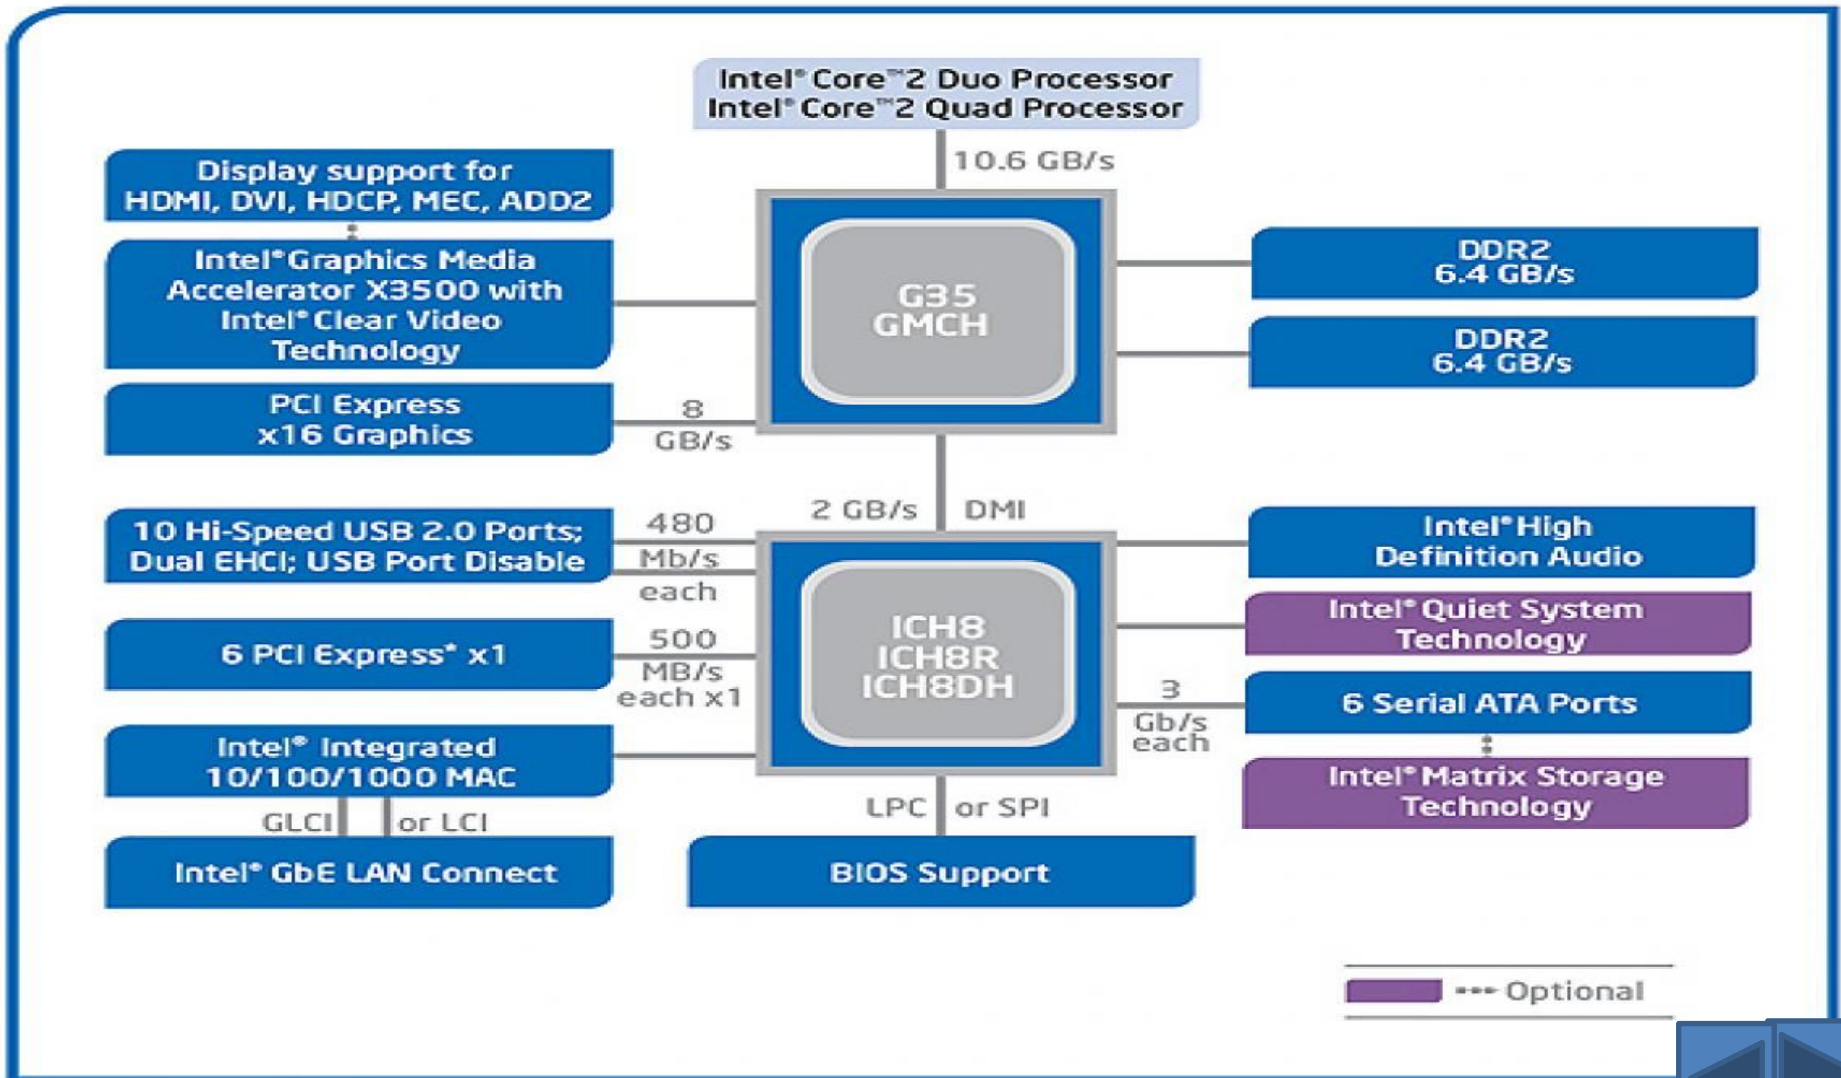 Intel® Core™2 Duo Processor
Intel® Core™2 Quad Processor
10.6 GB/s
Display support for
HDMI, DVI, HDCP, MEC, ADD2
Intel® Graphics Media
Accelerator X3500 with
Intel® Clear Video
Technology
PCI Express
x16 Graphics
8
GB/s
G35
GMCH
DDR2
6.4 GB/s
DDR2
6.4 GB/s
2 GB/s DMI
10 Hi-Speed USB 2.0 Ports;
Dual EHCI; USB Port Disable
480
Mb/s
each
6 PCI Express* x1
500
MB/s
each x1
Intel® Integrated
10/100/1000 MAC
GLCI or LCI
Intel® GbE LAN Connect
ICH8
ICH8R
ICH8DH
Intel® High
Definition Audio
Intel® Quiet System
Technology
3
Gb/s
each
6 Serial ATA Ports
Intel® Matrix Storage
Technology
LPC or SPI
BIOS Support
Optional